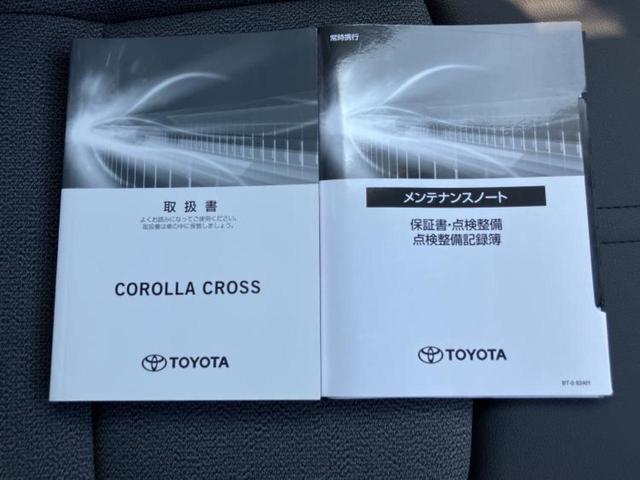 取扱書
よくお読みになってご使用ください。
取扱書は車の中に保管しましょう。
COROLLA CROSS
TOYOTA
常時携行
メンテナンスノート
保証書・点検整備
点検整備記録簿
TOYOTA